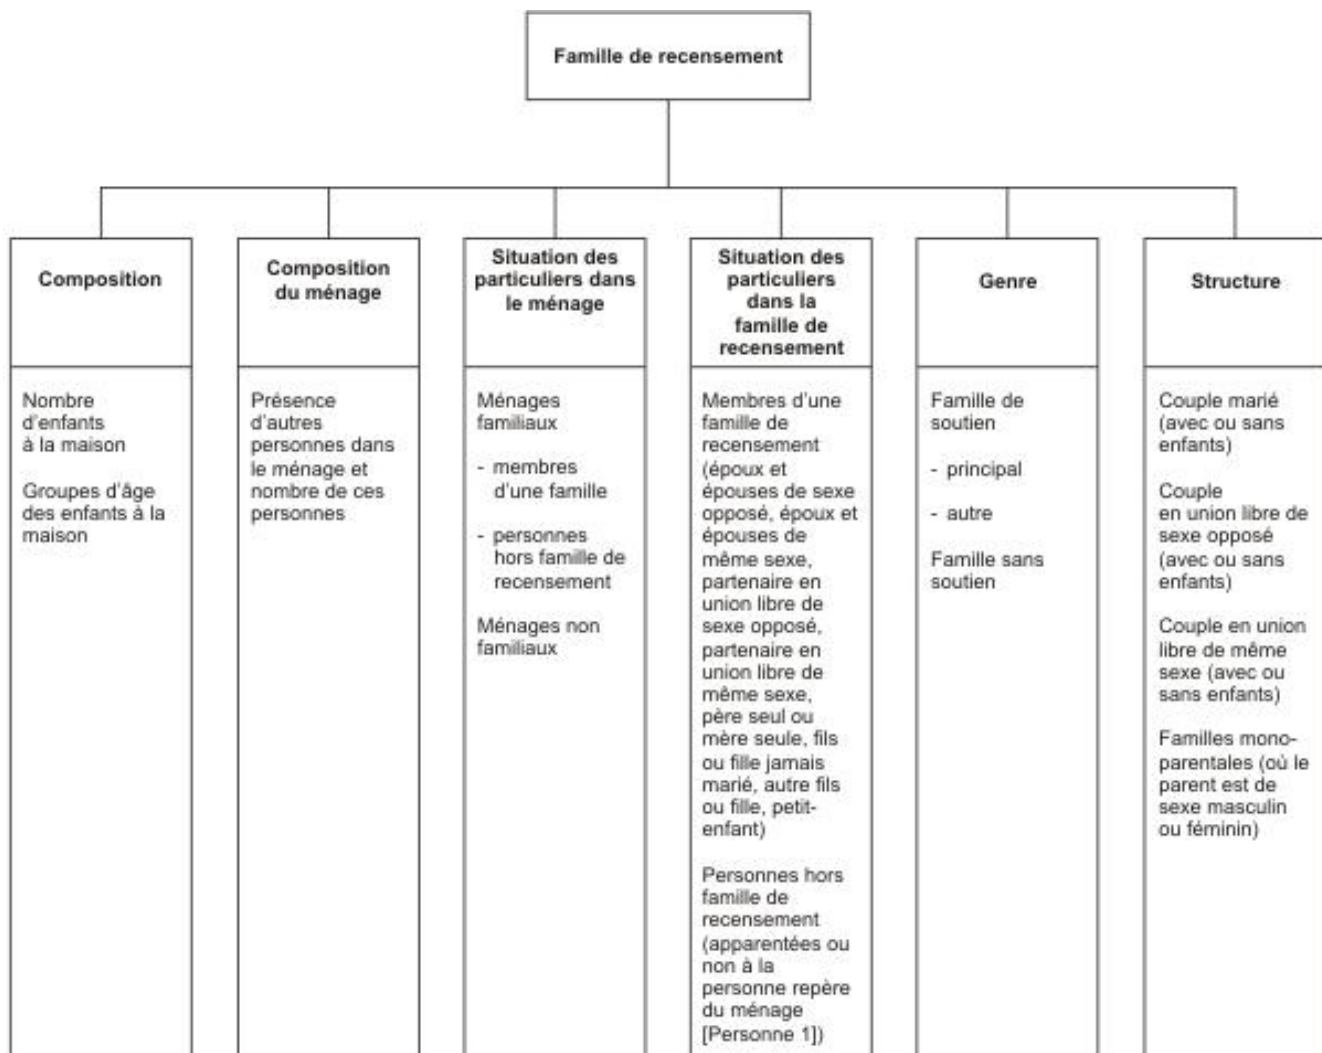 Famille de recensement
Composition
Nombre
d'enfants
à la maison
Groupes d'âge
des enfants à la
maison
Composition
du ménage
Présence
d'autres
personnes dans
le ménage et
nombre de ces
personnes
Situation des
particuliers dans
le ménage
Ménages
familiaux
- membres
d'une famille
- personnes
hors famille de
recensement
Ménages non
familiaux
Situation des
particuliers
dans la
famille de
recensement
Membres d'une
famille de
recensement
(époux et
épouses de sexe
opposé, époux et
épouses de
même sexe,
partenaire en
union libre de
sexe opposé,
partenaire en
union libre de
même sexe,
père seul ou
mère seule, fils
ou fille jamais
marié, autre fils
ou fille, petit-
enfant)
Personnes hors
famille de
recensement
(apparentées ou
non à la
personne repère
du ménage
[Personne 1])
Genre
Famille de
soutien
- principal
- autre
Famille sans
soutien
Structure
Couple marié
(avec ou sans
enfants)
Couple
en union libre de
sexe opposé
(avec ou sans
enfants)
Couple en union
libre de même
sexe (avec ou
sans enfants)
Familles mono-
parentales (où le
parent est de
sexe masculin
ou féminin)